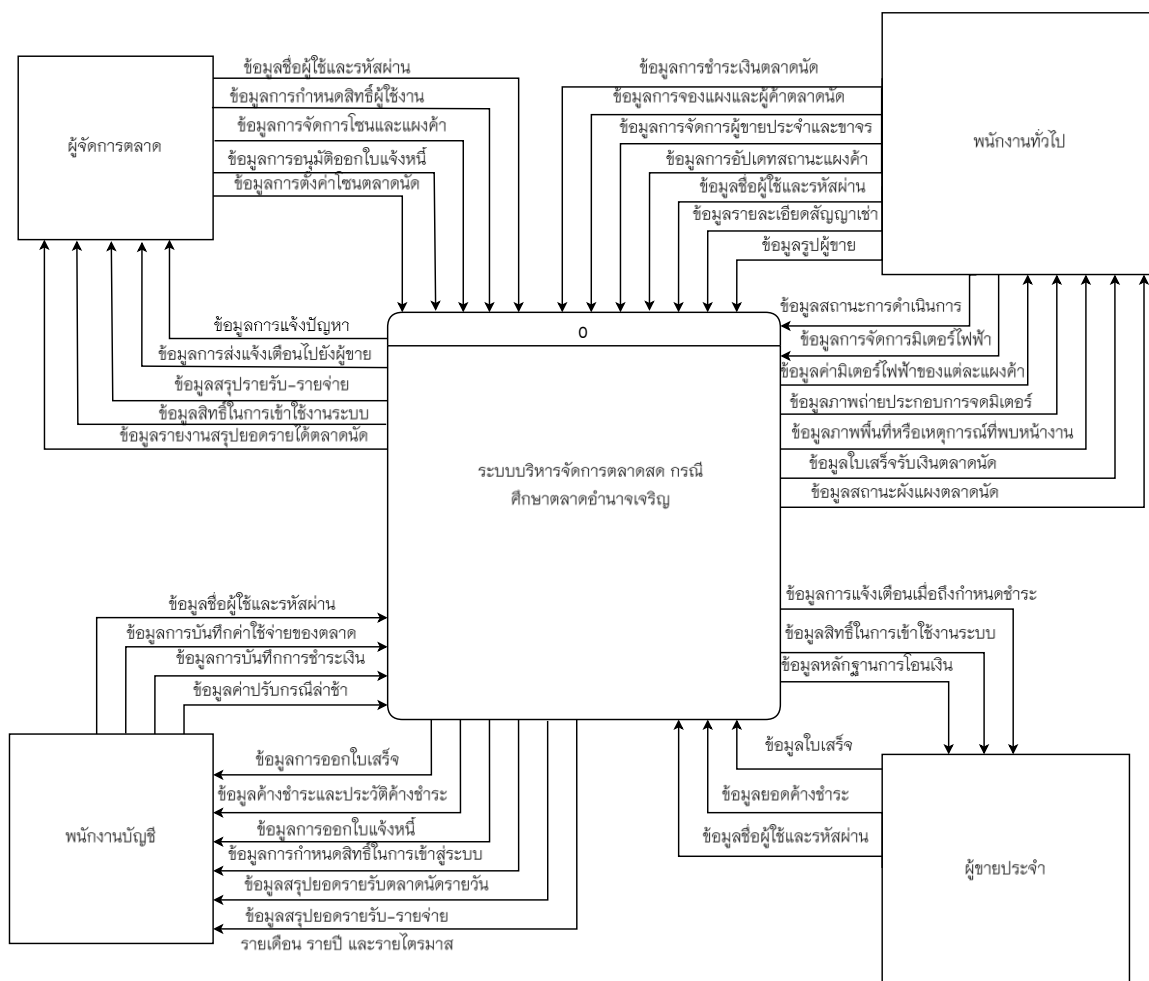 ข้อมูลชื่อผู้ใช้และรหัสผ่าน
ข้อมูลการกำหนดสิทธิ์ผู้ใช้งาน
ข้อมูลการจัดการโซนและแผงค้า
ข้อมูลการอนุมัติออกใบแจ้งหนี้
ข้อมูลการตั้งค่าโซนตลาดนัด
ผู้จัดการตลาด
ข้อมูลการชำระเงินตลาดนัด
ข้อมูลการจองแผงและผู้ค้าตลาดนัด
ข้อมูลการจัดการผู้ขายประจำและขาจร
ข้อมูลการอัปเดทสถานะแผงค้า
ข้อมูลชื่อผู้ใช้และรหัสผ่าน
ข้อมูลรายละเอียดสัญญาเช่า
ข้อมูลรูปผู้ขาย
พนักงานทั่วไป
ข้อมูลการแจ้งปัญหา
ข้อมูลการส่งแจ้งเตือนไปยังผู้ขาย
ข้อมูลสรุปรายรับ-รายจ่าย
ข้อมูลสิทธิ์ในการเข้าใช้งานระบบ
ข้อมูลรายงานสรุปยอดรายได้ตลาดนัด
0
ระบบบริหารจัดการตลาดสด กรณี
ศึกษาตลาดอำนาจเจริญ
ข้อมูลสถานะการดำเนินการ
ข้อมูลการจัดการมิเตอร์ไฟฟ้า
ข้อมูลค่ามิเตอร์ไฟฟ้าของแต่ละแผงค้า
ข้อมูลภาพถ่ายประกอบการจดมิเตอร์
ข้อมูลภาพพื้นที่หรือเหตุการณ์ที่พบหน้างาน
ข้อมูลใบเสร็จรับเงินตลาดนัด
ข้อมูลสถานะผังแผงตลาดนัด
ข้อมูลชื่อผู้ใช้และรหัสผ่าน
ข้อมูลการบันทึกค่าใช้จ่ายของตลาด
ข้อมูลการบันทึกการชำระเงิน
ข้อมูลค่าปรับกรณีล่าช้า
พนักงานบัญชี
ข้อมูลการออกใบเสร็จ
ข้อมูลค้างชำระและประวัติค้างชำระ
ข้อมูลการออกใบแจ้งหนี้
ข้อมูลการกำหนดสิทธิ์ในการเข้าสู่ระบบ
ข้อมูลสรุปยอดรายรับตลาดนัดรายวัน
ข้อมูลสรุปยอดรายรับ-รายจ่าย
รายเดือน รายปี และรายไตรมาส
ข้อมูลการแจ้งเตือนเมื่อถึงกำหนดชำระ
ข้อมูลสิทธิ์ในการเข้าใช้งานระบบ
ข้อมูลหลักฐานการโอนเงิน
ข้อมูลใบเสร็จ
ข้อมูลยอดค้างชำระ
ข้อมูลชื่อผู้ใช้และรหัสผ่าน
ผู้ขายประจำ